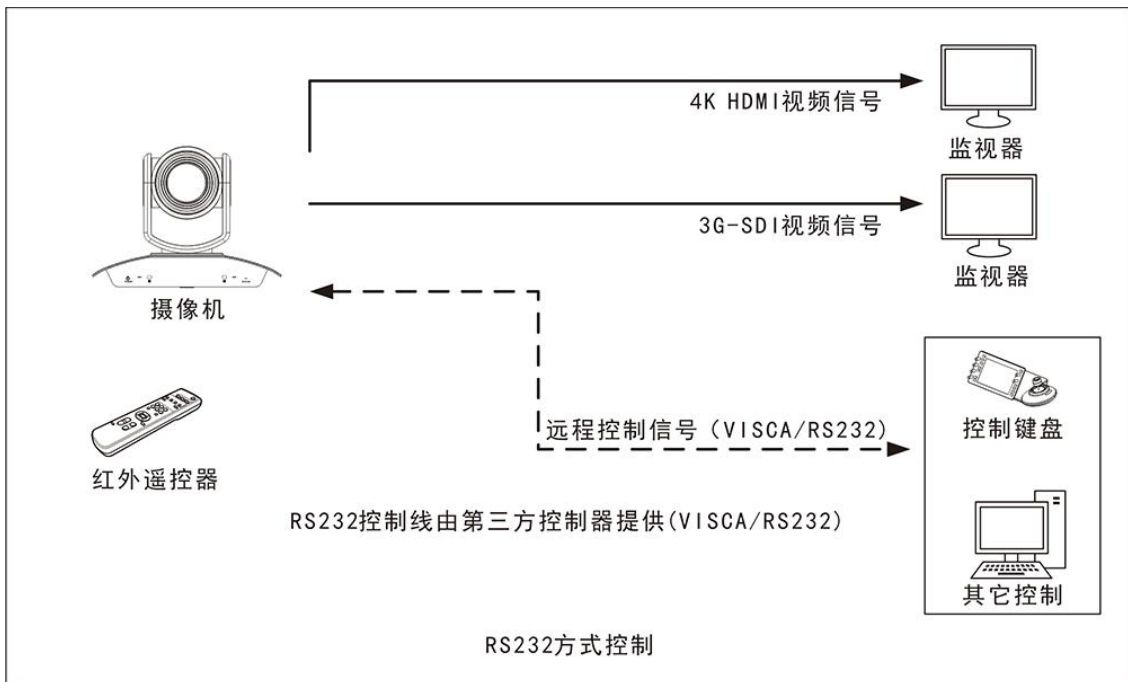 4K HDMI视频信号
监视器
3G-SDI视频信号
监视器
摄像机
远程控制信号（VISCA/RS232）
控制键盘
红外遥控器
RS232控制线由第三方控制器提供(VISCA/RS232)
其它控制
RS232方式控制